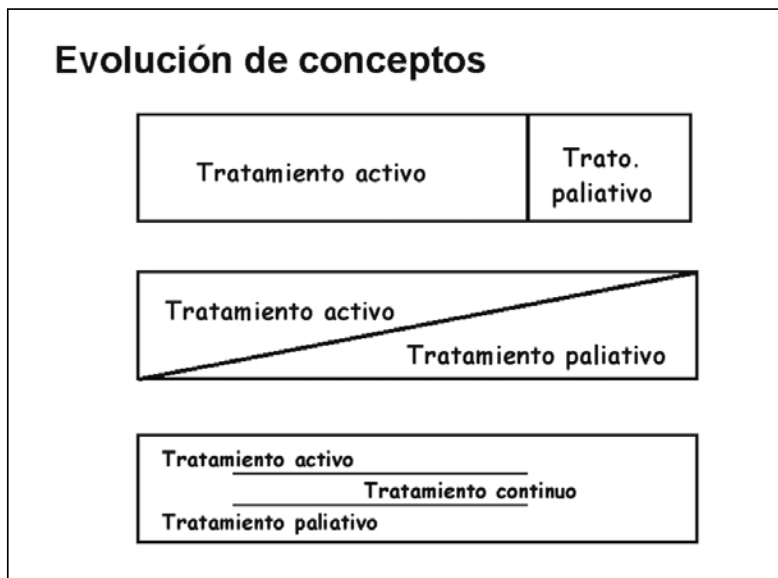 Evolución de conceptos
Tratamiento activo
Trato.
paliativo
Tratamiento activo
Tratamiento paliativo
Tratamiento activo
Tratamiento continuo
Tratamiento paliativo